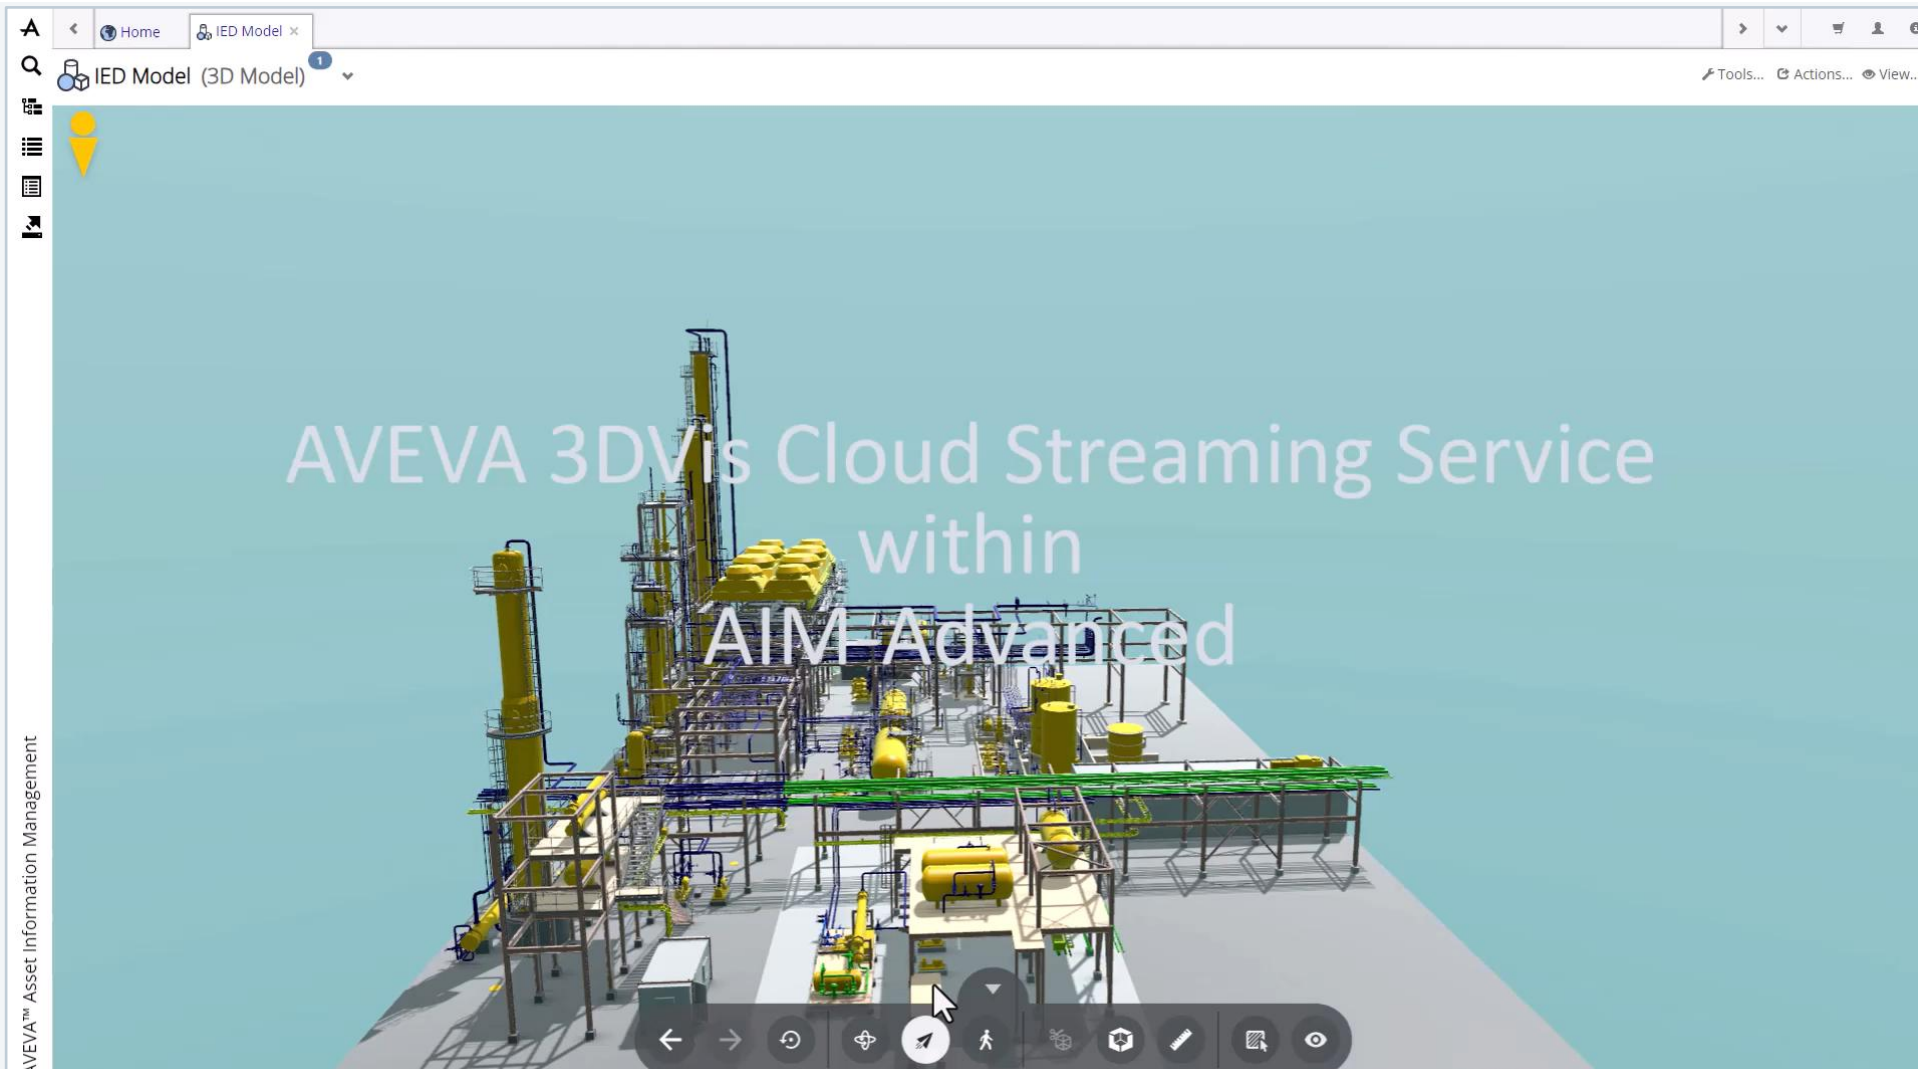 Home
IED Model
IED Model (3D Model)
1
Tools...
Actions...
View...
AVEVA 3DVis Cloud Streaming Service
within
AIM-Advanced
AVEVA™ Asset Information Management